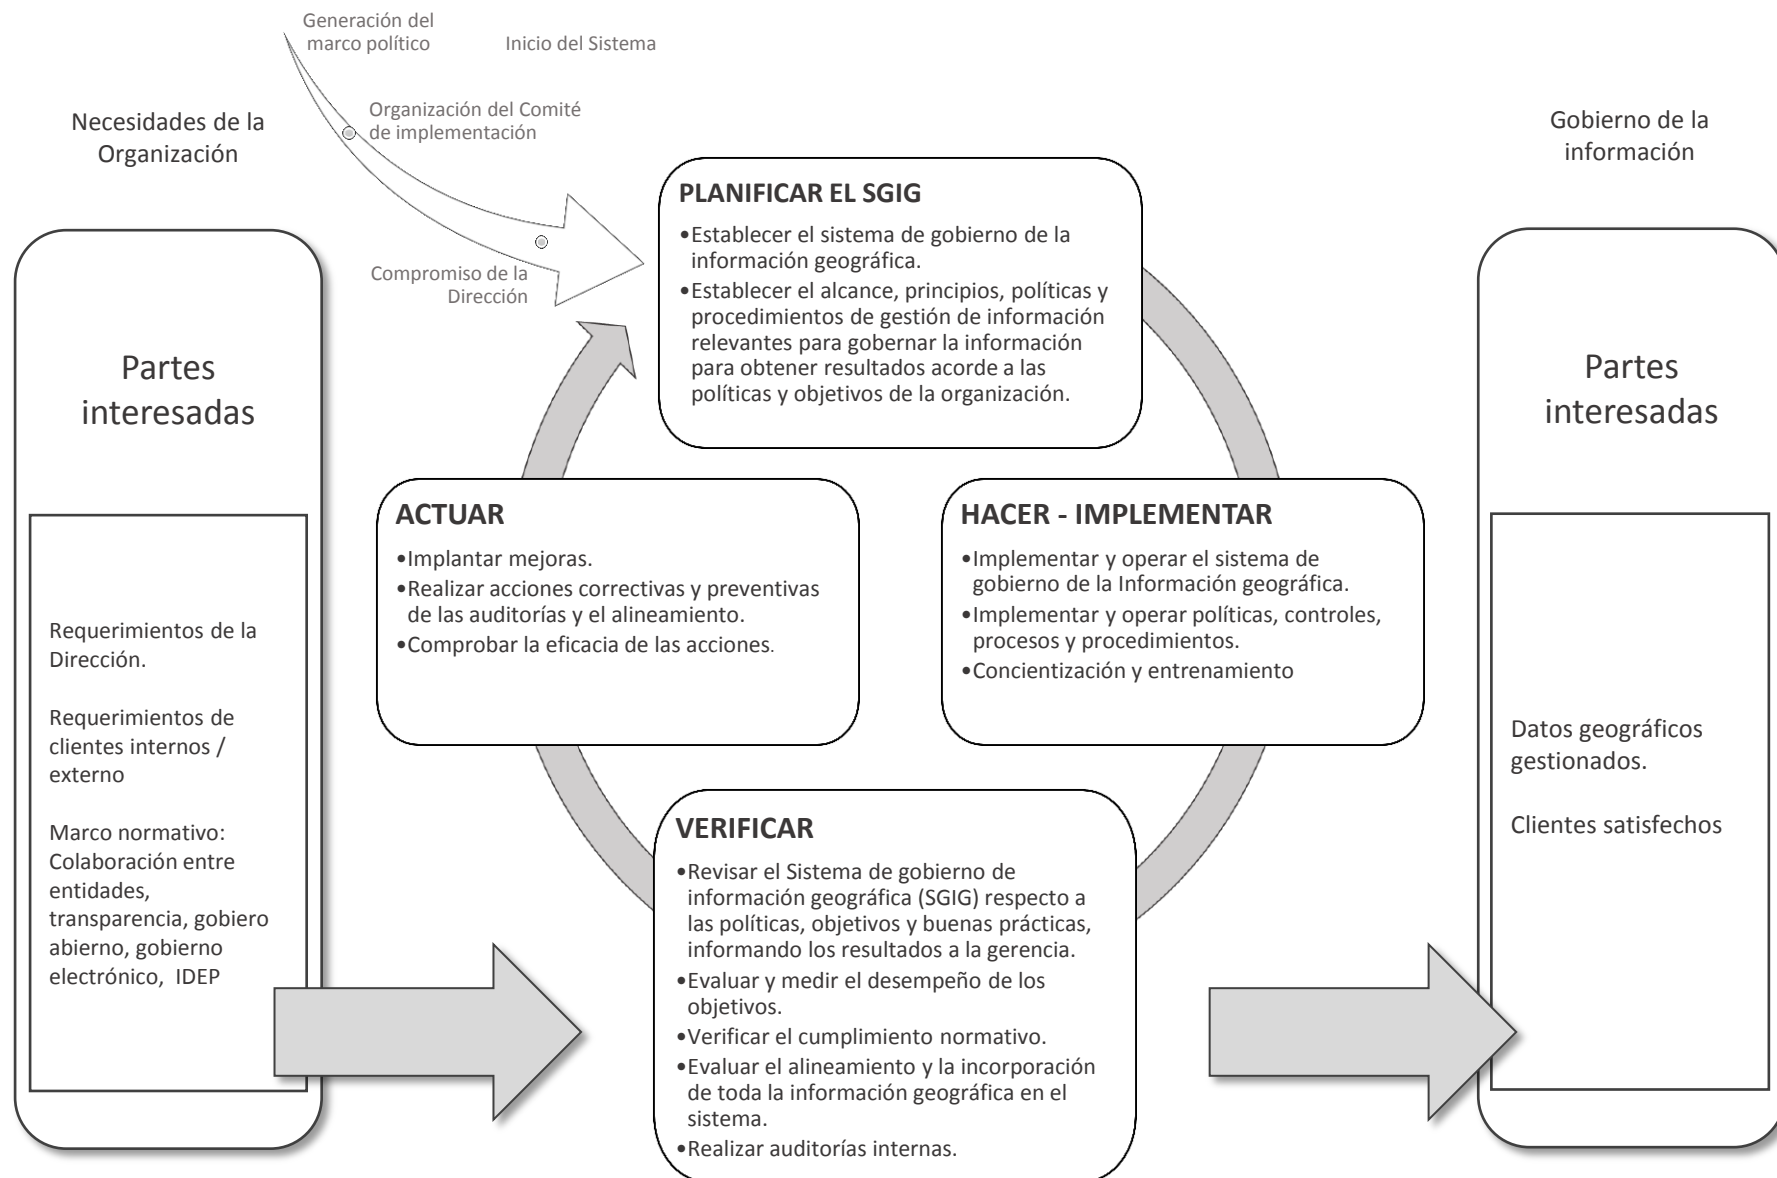 Generación del
marco político
Inicio del Sistema
Organización del Comité
de implementación
Compromiso de la
Dirección
Necesidades de la
Organización
Gobierno de la
información
Partes
interesadas
Requerimientos de la
Dirección.
Requerimientos de
clientes internos /
externo
Marco normativo:
Colaboración entre
entidades,
transparencia, gobiero
abierno, gobierno
electrónico, IDEP
PLANIFICAR EL SGIG
•Establecer el sistema de gobierno de la
información geográfica.
•Establecer el alcance, principios, políticas y
procedimientos de gestión de información
relevantes para gobernar la información
para obtener resultados acorde a las
políticas y objetivos de la organización.
ACTUAR
•Implantar mejoras.
•Realizar acciones correctivas y preventivas
de las auditorías y el alineamiento.
•Comprobar la eficacia de las acciones.
HACER - IMPLEMENTAR
•Implementar y operar el sistema de
gobierno de la Información geográfica.
•Implementar y operar políticas, controles,
procesos y procedimientos.
•Concientización y entrenamiento
VERIFICAR
•Revisar el Sistema de gobierno de
información geográfica (SGIG) respecto a
las políticas, objetivos y buenas prácticas,
informando los resultados a la gerencia.
•Evaluar y medir el desempeño de los
objetivos.
•Verificar el cumplimiento normativo.
•Evaluar el alineamiento y la incorporación
de toda la información geográfica en el
sistema.
•Realizar auditorías internas.
Partes
interesadas
Datos geográficos
gestionados.
Clientes satisfechos